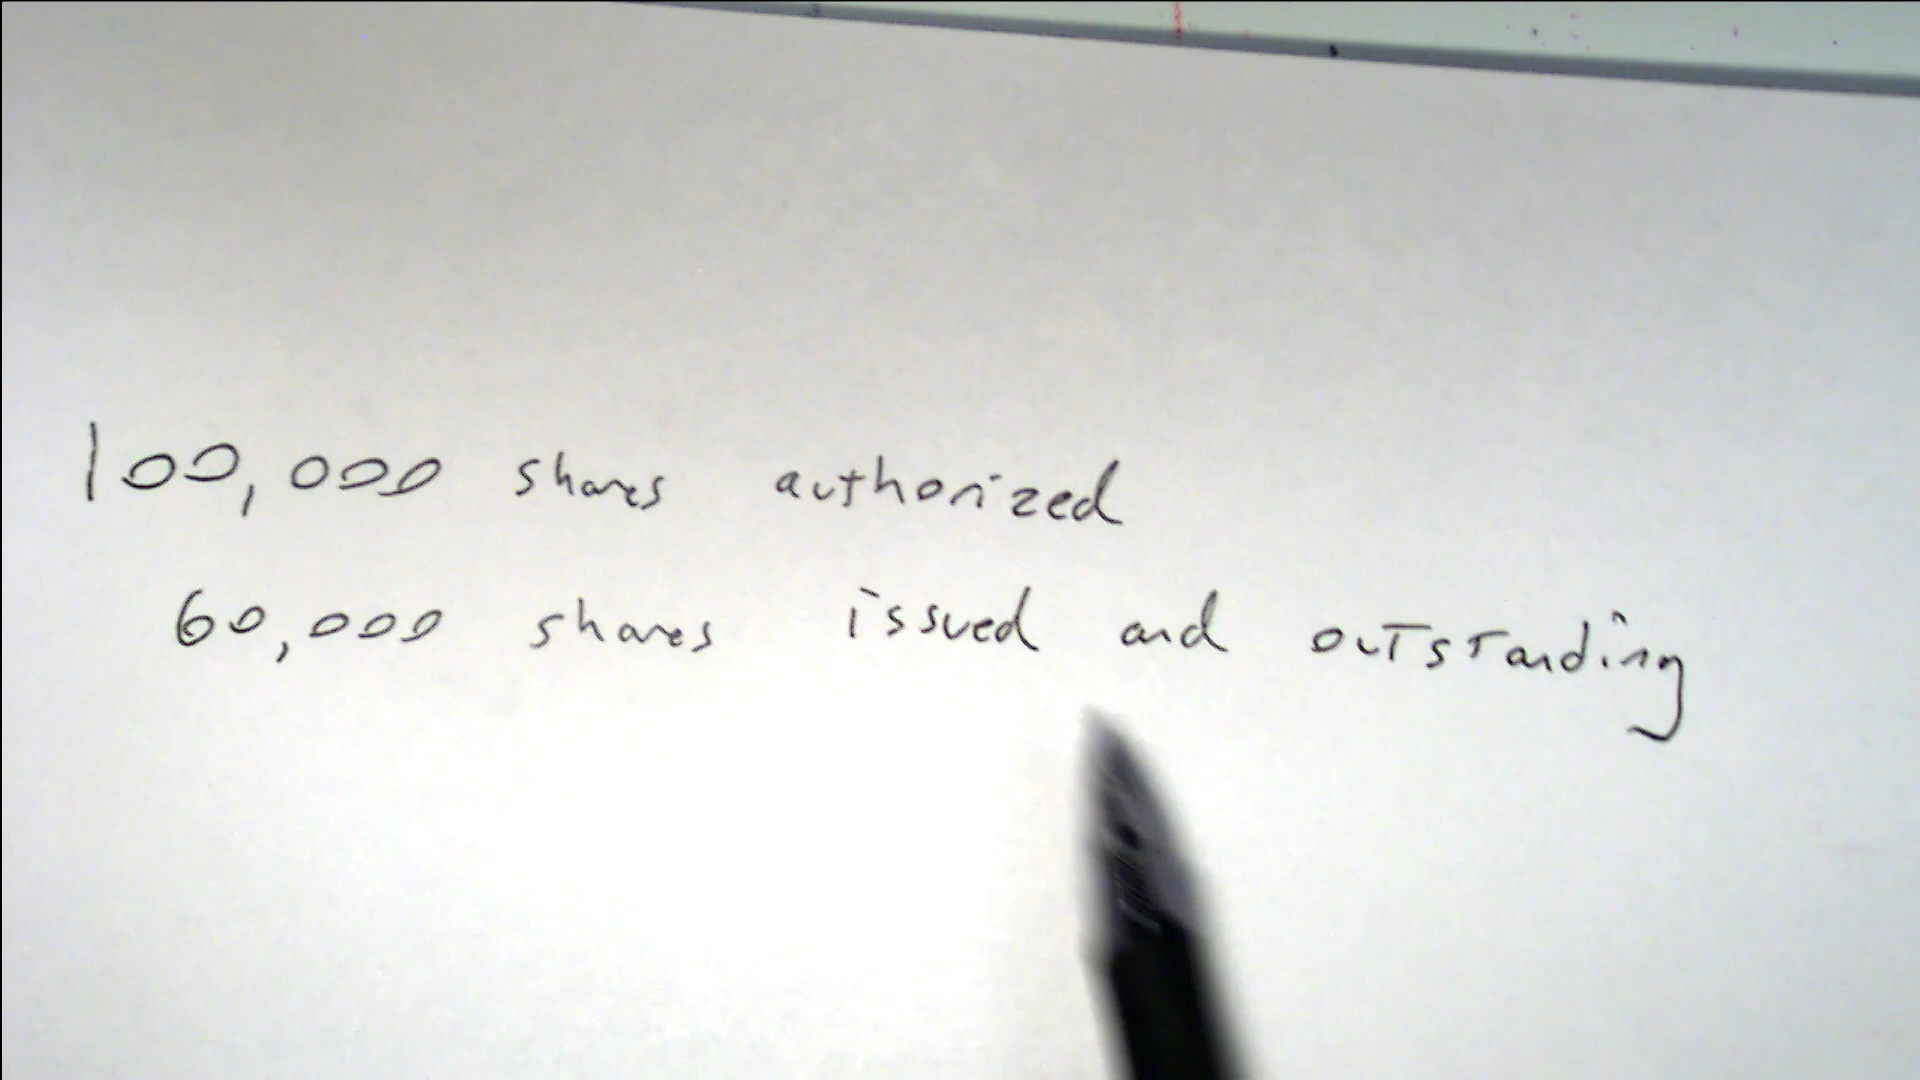 100,000 shares authorized
60,000 shares issued and outstanding